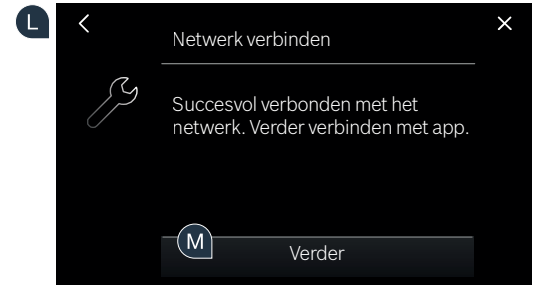 L
Netwerk verbinden
Succesvol verbonden met het
netwerk. Verder verbinden met app.
M
Verder